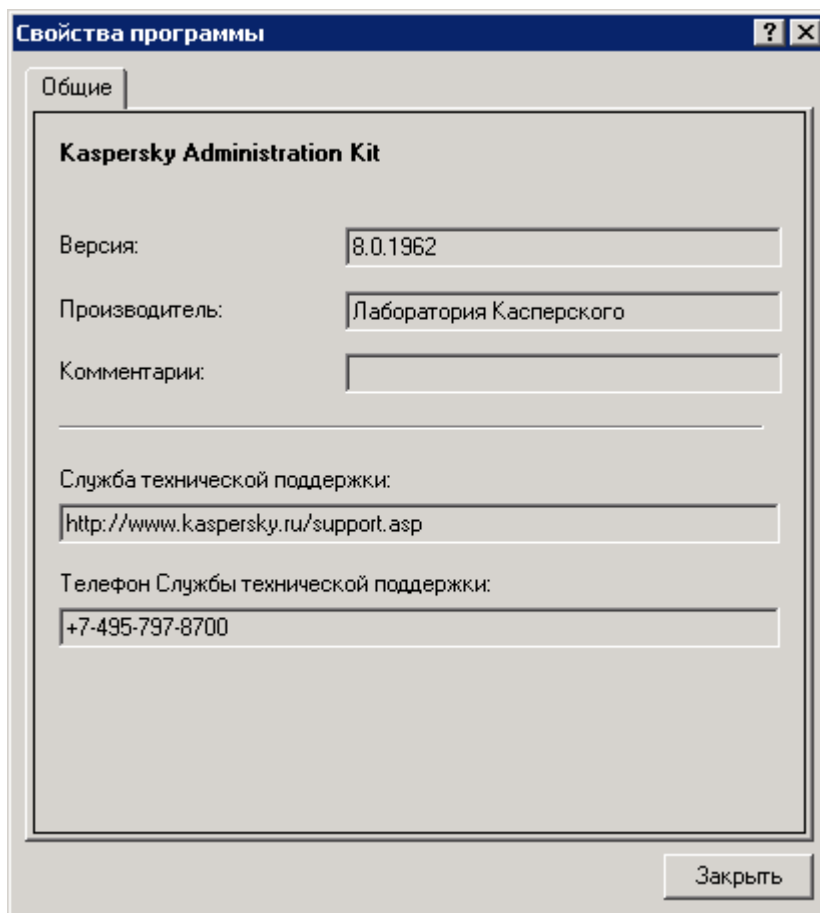 Свойства программы
Общие
Kaspersky Administration Kit
Версия: 8.0.1962
Производитель: Лаборатория Касперского
Комментарии:
Служба технической поддержки:
http://www.kaspersky.ru/support.asp
Телефон Службы технической поддержки:
+7-495-797-8700
Закрыть